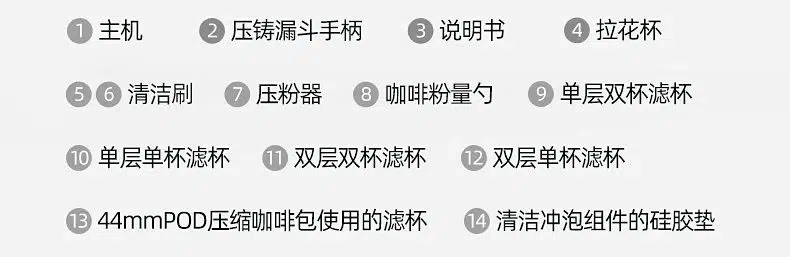 1 主机 2 压铸漏斗手柄 3 说明书 4 拉花杯
5 6 清洁刷 7 压粉器 8 咖啡粉量勺 9 单层双杯滤杯
10 单层单杯滤杯 11 双层双杯滤杯 12 双层单杯滤杯
13 44mmPOD压缩咖啡包使用的滤杯 14 清洁冲泡组件的硅胶垫